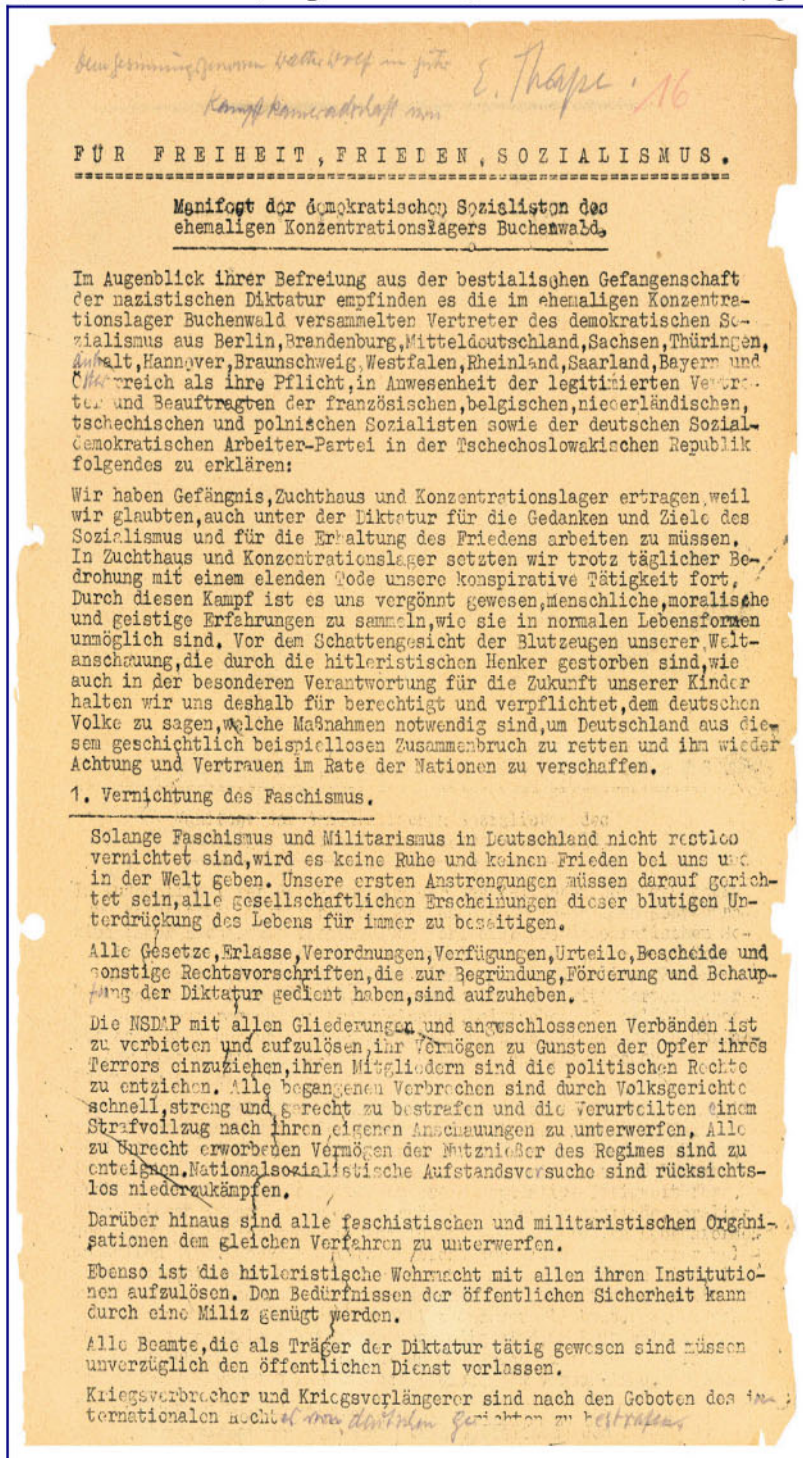 Dem Gesinnungsgenossen Walter Wolf in guter
Kampfkameradschaft von E. Thape.
16
FÜR FREIHEIT, FRIEDEN, SOZIALISMUS.
Manifest der demokratischen Sozialisten des
ehemaligen Konzentrationslagers Buchenwald.
Im Augenblick ihrer Befreiung aus der bestialischen Gefangenschaft
der nazistischen Diktatur empfinden es die im ehemaligen Konzentra-
tionslager Buchenwald versammelten Vertreter des demokratischen So-
zialismus aus Berlin,Brandenburg,Mitteldeutschland,Sachsen,Thüringen,
Anhalt,Hannover,Braunschweig,Westfalen,Rheinland,Saarland,Bayern und
Österreich als ihre Pflicht,in Anwesenheit der legitimierten Vertre-
ter und Beauftragten der französischen,belgischen,niederländischen,
tschechischen und polnischen Sozialisten sowie der deutschen Sozial-
demokratischen Arbeiter-Partei in der Tschechoslowakischen Republik
folgendes zu erklären:
Wir haben Gefängnis,Zuchthaus und Konzentrationslager ertragen,weil
wir glaubten,auch unter der Diktatur für die Gedanken und Ziele des
Sozialismus und für die Erhaltung des Friedens arbeiten zu müssen.
In Zuchthaus und Konzentrationslager setzten wir trotz täglicher Be-
drohung mit einem elenden Tode unsere konspirative Tätigkeit fort.
Durch diesen Kampf ist es uns vergönnt gewesen,menschliche,moralische
und geistige Erfahrungen zu sammeln,wie sie in normalen Lebensformen
unmöglich sind. Vor dem Schattengesicht der Blutzeugen unserer Welt-
anschauung,die durch die hitleristischen Henker gestorben sind,wie
auch in der besonderen Verantwortung für die Zukunft unserer Kinder
halten wir uns deshalb für berechtigt und verpflichtet,dem deutschen
Volke zu sagen,welche Maßnahmen notwendig sind,um Deutschland aus die-
sem geschichtlich beispiellosen Zusammenbruch zu retten und ihm wieder
Achtung und Vertrauen im Rate der Nationen zu verschaffen.
1. Vernichtung des Faschismus.
Solange Faschismus und Militarismus in Deutschland nicht restlos
vernichtet sind,wird es keine Ruhe und keinen Frieden bei uns und
in der Welt geben. Unsere ersten Anstrengungen müssen darauf gerich-
tet sein,alle gesellschaftlichen Erscheinungen dieser blutigen Un-
terdrückung des Lebens für immer zu beseitigen.
Alle Gesetze,Erlasse,Verordnungen,Verfügungen,Urteile,Bescheide und
sonstige Rechtsvorschriften,die zur Begründung,Förderung und Behaup-
tung der Diktatur gedient haben,sind aufzuheben.
Die NSDAP mit allen Gliederungen und angeschlossenen Verbänden ist
zu verbieten und aufzulösen,ihr Vermögen zu Gunsten der Opfer ihres
Terrors einzuziehen,ihren Mitgliedern sind die politischen Rechte
zu entziehen. Alle begangenen Verbrechen sind durch Volksgerichte
schnell,streng und gerecht zu bestrafen und die Verurteilten einem
Strafvollzug nach ihren eigenen Anschauungen zu unterwerfen. Alle
zu Unrecht erworbenen Vermögen der Nutznießer des Regimes sind zu
enteignen.Nationalsozialistische Aufstandsversuche sind rücksichts-
los niederzukämpfen.
Darüber hinaus sind alle faschistischen und militaristischen Organi-
sationen dem gleichen Verfahren zu unterwerfen.
Ebenso ist die hitleristische Wehrmacht mit allen ihren Institutio-
nen aufzulösen. Den Bedürfnissen der öffentlichen Sicherheit kann
durch eine Miliz genügt werden.
Alle Beamte,die als Träger der Diktatur tätig gewesen sind müssen
unverzüglich den öffentlichen Dienst verlassen.
Kriegsverbrecher und Kriegsverlängerer sind nach den Geboten des in-
ternationalen Rechtes von deutschen Gerichten zu bestrafen